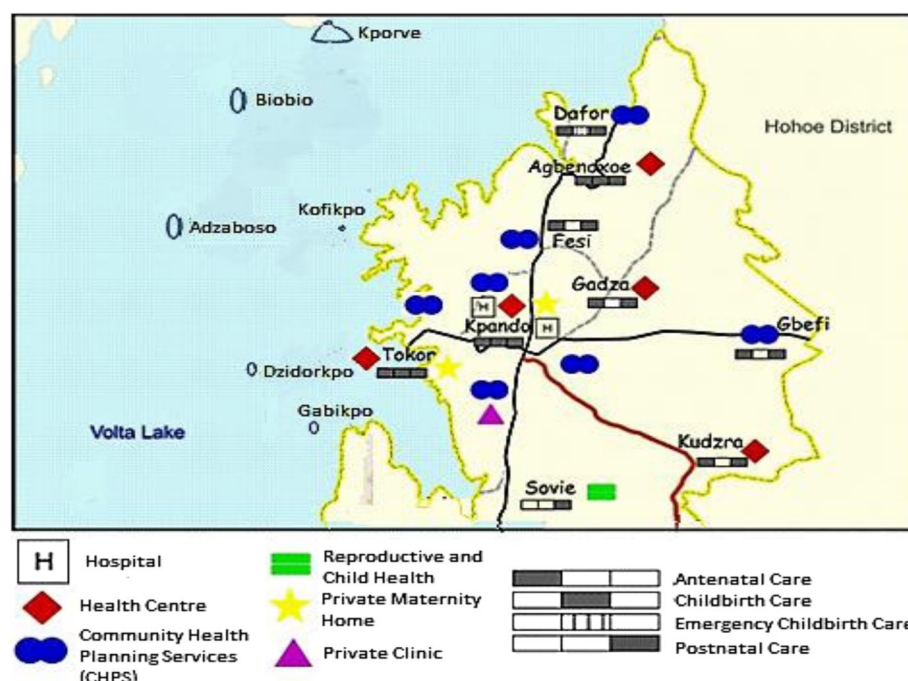 Kporve
Biobio
Dafor
Hohoe District
Agbenoxoe
Kofikpo
Adzaboso
Fesi
Gadza
H
Kpando
H
Gbefi
Tokor
Dzidorkpo
Gabikpo
Volta Lake
Kudzra
Sovie
H
Hospital
Health Centre
Community Health
Planning Services
(CHPS)
Reproductive and
Child Health
Private Maternity
Home
Private Clinic
Antenatal Care
Childbirth Care
Emergency Childbirth Care
Postnatal Care